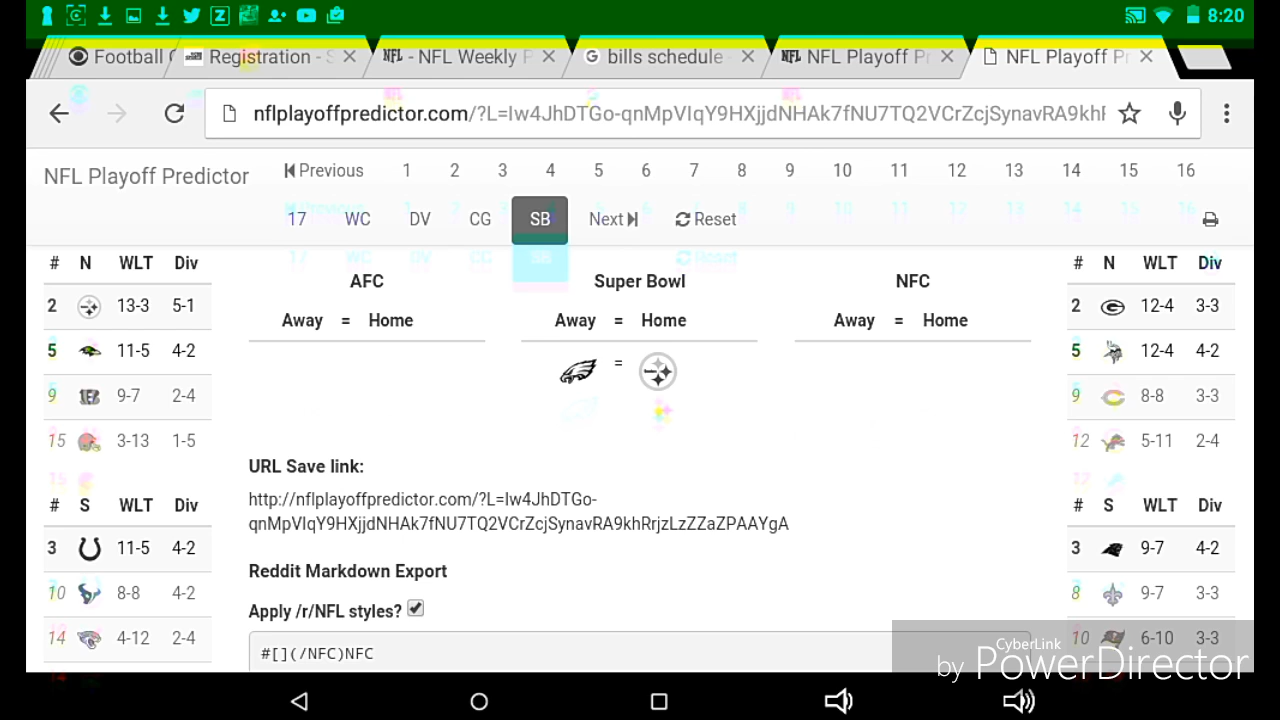 8:20
Football (
Registration - S
- NFL Weekly P
bills schedule -
NFL Playoff Pr
NFL Playoff Pr
nflplayoffpredictor.com/?L=Iw4JhDTGo-qnMpVIqY9HXjjdNHAk7fNU7TQ2VCrZcjSynavRA9khF
NFL Playoff Predictor
Previous 1 2 3 4 5 6 7 8 9 10 11 12 13 14 15 16
17 WC DV CG SB Next Reset
# N WLT Div
2 13-3 5-1
5 11-5 4-2
9 9-7 2-4
15 3-13 1-5
# S WLT Div
3 11-5 4-2
10 8-8 4-2
14 4-12 2-4
AFC
Away = Home
Super Bowl
Away = Home
=
NFC
Away = Home
URL Save link:
http://nflplayoffpredictor.com/?L=Iw4JhDTGo-
qnMpVIqY9HXjjdNHAk7fNU7TQ2VCrZcjSynavRA9khRrjzLzZZaZPAAYgA
Reddit Markdown Export
Apply /r/NFL styles?
#[](/NFC)NFC
# N WLT Div
2 12-4 3-3
5 12-4 4-2
9 8-8 3-3
12 5-11 2-4
# S WLT Div
3 9-7 4-2
8 9-7 3-3
10 6-10 3-3
CyberLink
by PowerDirector